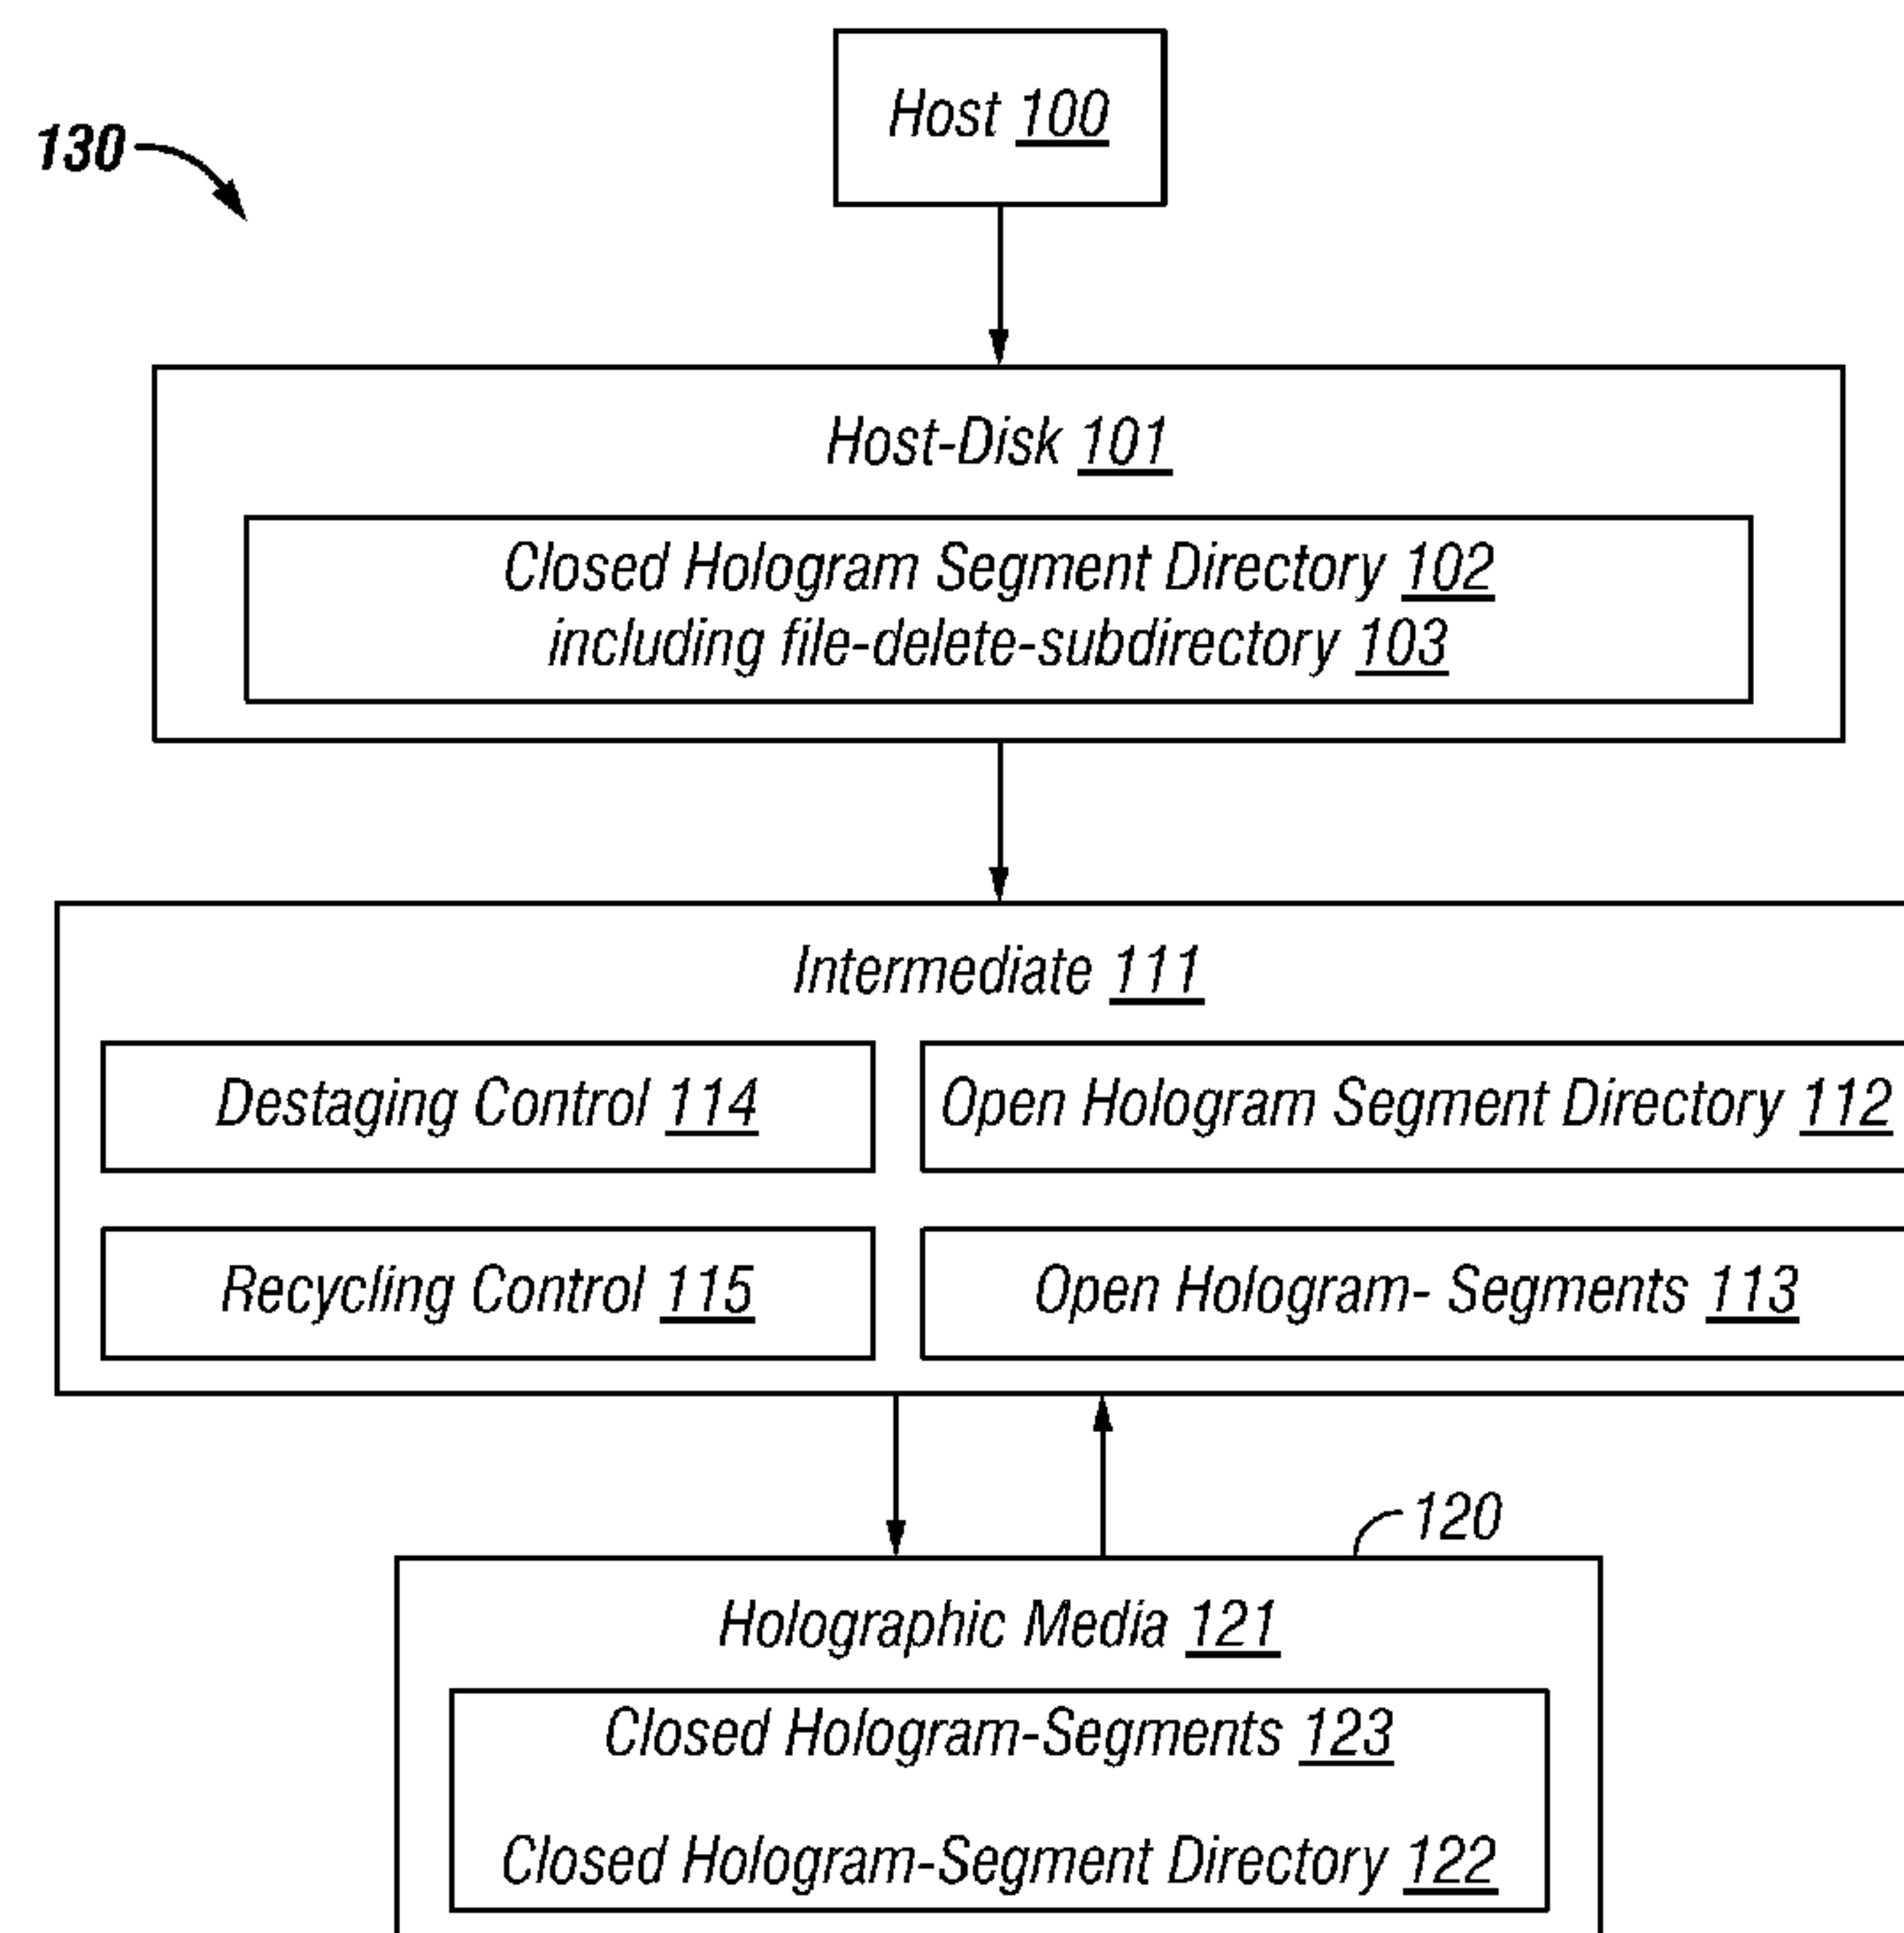 Host 100
130
Host-Disk 101
Closed Hologram Segment Directory 102
including file-delete-subdirectory 103
Intermediate 111
Destaging Control 114
Open Hologram Segment Directory 112
Recycling Control 115
Open Hologram- Segments 113
120
Holographic Media 121
Closed Hologram-Segments 123
Closed Hologram-Segment Directory 122